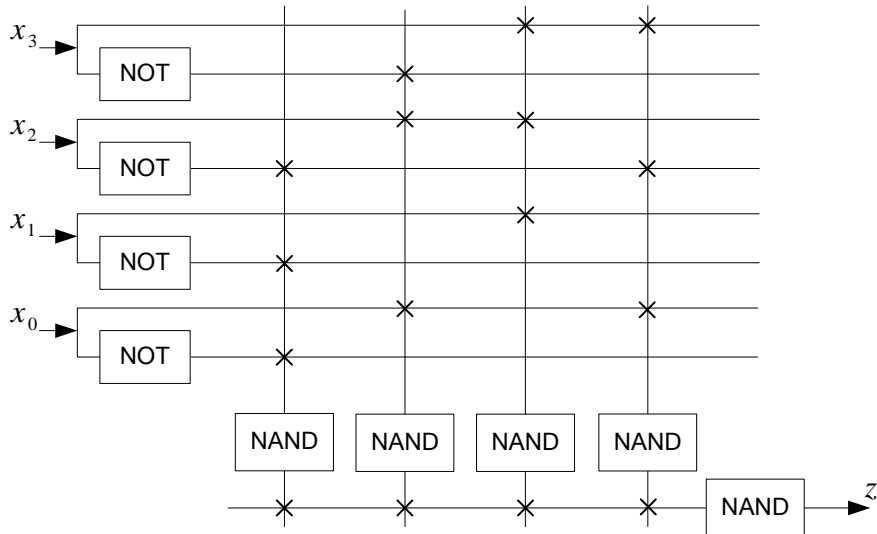 x3
NOT
x2
NOT
x1
NOT
x0
NOT
NAND NAND NAND NAND
NAND z